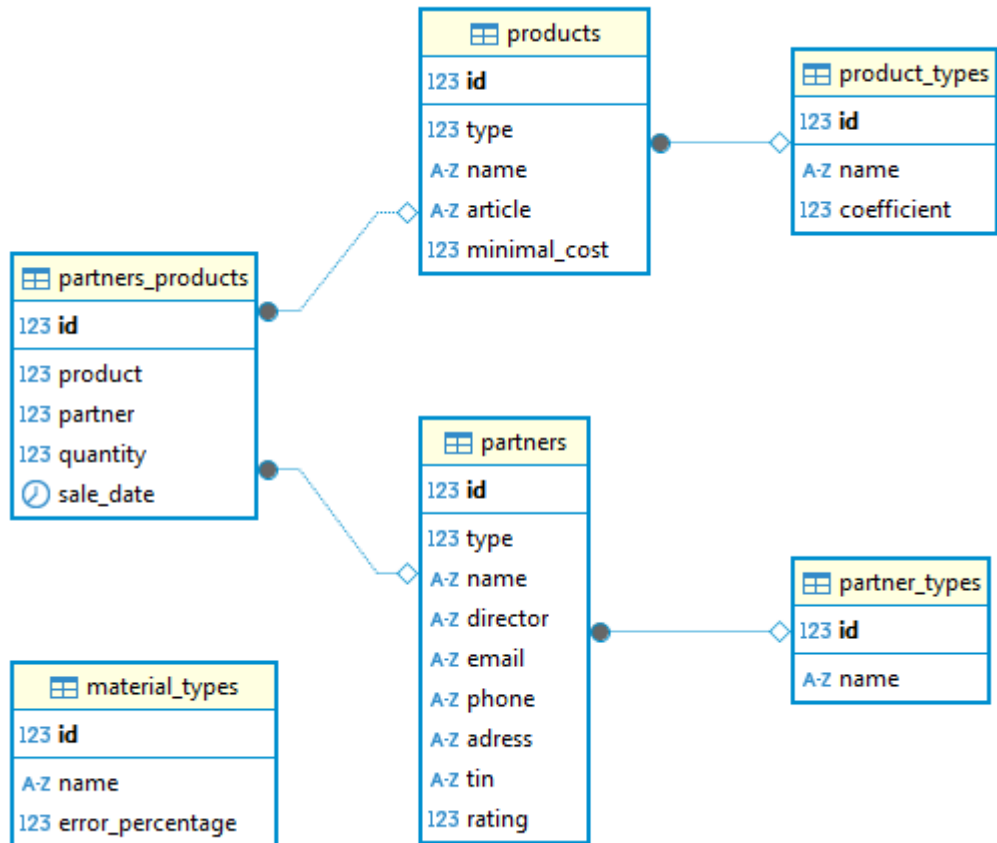 products
123 id
123 type
A-Z name
A-Z article
123 minimal_cost
product_types
123 id
A-Z name
123 coefficient
partners_products
123 id
123 product
123 partner
123 quantity
sale_date
partners
123 id
123 type
A-Z name
A-Z director
A-Z email
A-Z phone
A-Z adress
A-Z tin
123 rating
partner_types
123 id
A-Z name
material_types
123 id
A-Z name
123 error_percentage